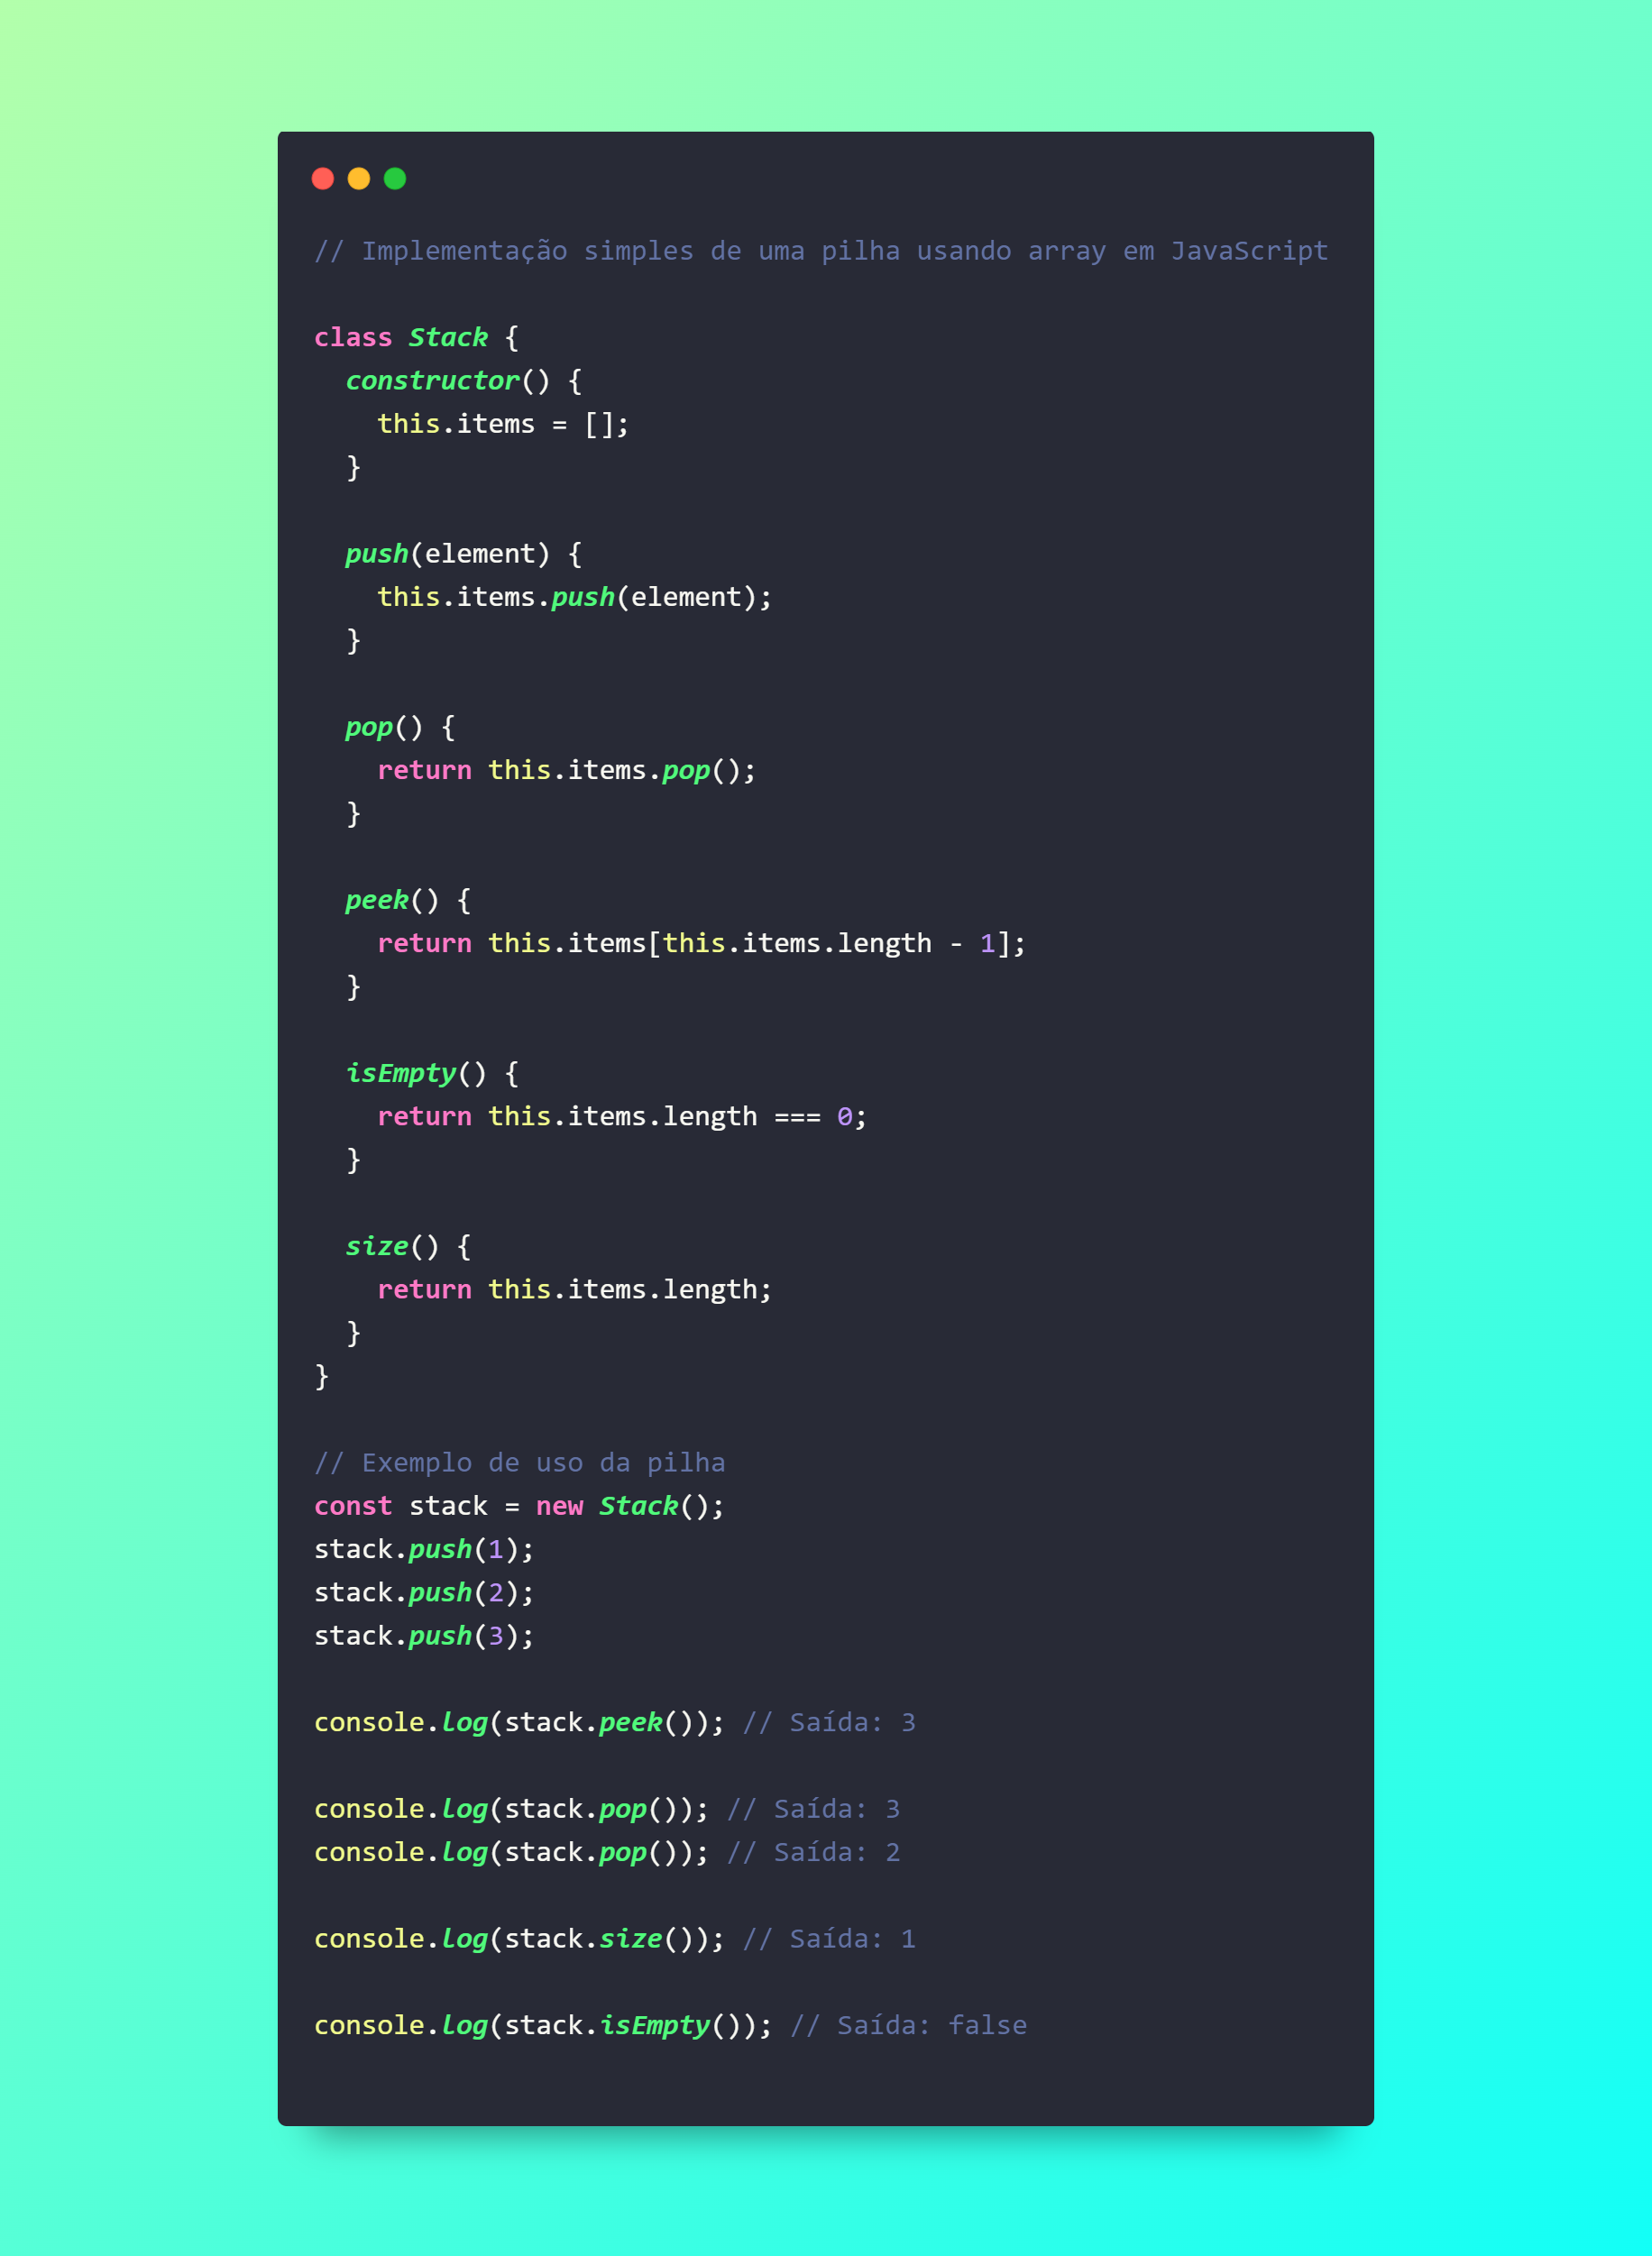 // Implementação simples de uma pilha usando array em JavaScript

class Stack {
  constructor() {
    this.items = [];
  }

  push(element) {
    this.items.push(element);
  }

  pop() {
    return this.items.pop();
  }

  peek() {
    return this.items[this.items.length - 1];
  }

  isEmpty() {
    return this.items.length === 0;
  }

  size() {
    return this.items.length;
  }
}

// Exemplo de uso da pilha
const stack = new Stack();
stack.push(1);
stack.push(2);
stack.push(3);

console.log(stack.peek()); // Saída: 3

console.log(stack.pop()); // Saída: 3
console.log(stack.pop()); // Saída: 2

console.log(stack.size()); // Saída: 1

console.log(stack.isEmpty()); // Saída: false